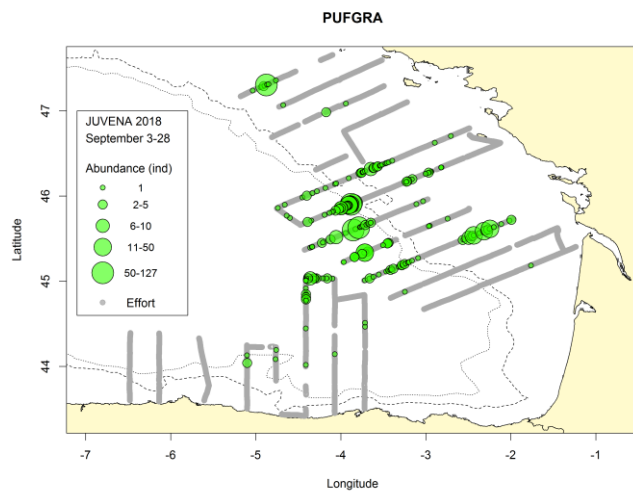 PUFGRA
JUVENA 2018
September 3-28
Abundance (ind)
1
2-5
6-10
11-50
50-127
Effort
Latitude
47
46
45
44
-7 -6 -5 -4 -3 -2 -1
Longitude